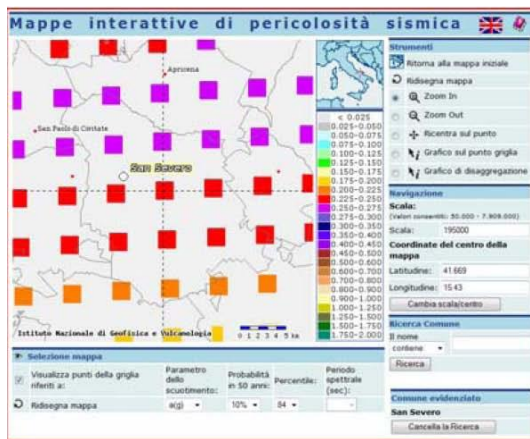 Mappe interattive di pericolosità sismica
Apricena
San Paolo di Civitate
San Severo
Istituto Nazionale di Geofisica e Vulcanologia
0 1 2 3 4 5 km
< 0.025
0.025-0.050
0.050-0.075
0.075-0.100
0.100-0.125
0.125-0.150
0.150-0.175
0.175-0.200
0.200-0.225
0.225-0.250
0.250-0.275
0.275-0.300
0.300-0.350
0.350-0.400
0.400-0.450
0.450-0.500
0.500-0.600
0.600-0.700
0.700-0.800
0.800-0.900
0.900-1.000
1.000-1.250
1.250-1.500
1.500-1.750
1.750-2.000
Strumenti
Ritorna alla mappa iniziale
Ridisegna mappa
Zoom In
Zoom Out
Ricentra sul punto
Grafico sul punto griglia
Grafico di disaggregazione
Navigazione
Scala:
(Valori consentiti: 50.000 - 7.909.000)
Scala: 195000
Coordinate del centro della
mappa
Latitudine: 41.669
Longitudine: 15.43
Cambia scala/centro
Ricerca Comune
Il nome
contiene
Ricerca
Comune evidenziato
San Severo
Cancella la Ricerca
Selezione mappa
Visualizza punti della griglia
riferiti a:
Parametro
dello
scuotimento:
Probabilità
in 50 anni:
Percentile:
Periodo
spettrale
(sec):
Ridisegna mappa
a(g) 10% 84 -